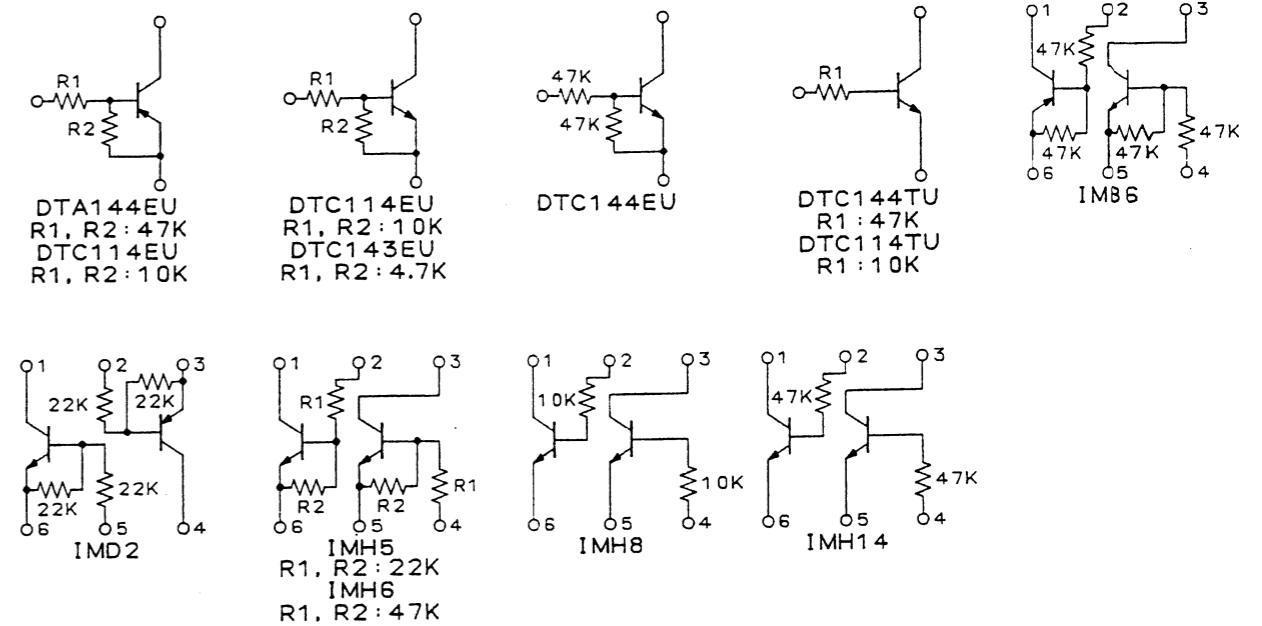 R1
R2
DTA144EU
R1, R2:47K
DTC114EU
R1, R2:10K
R1
R2
DTC114EU
R1, R2:10K
DTC143EU
R1, R2:4.7K
47K
47K
DTC144EU
R1
DTC144TU
R1:47K
DTC114TU
R1:10K
1 2 3
47K
47K 47K 47K
6 5 4
IMB6
1 2 3
22K 22K
22K 22K
6 5 4
IMD2
1 2 3
R1
R2 R2 R1
6 5 4
IMH5
R1, R2:22K
IMH6
R1, R2:47K
1 2 3
10K
10K
6 5 4
IMH8
1 2 3
47K
47K
6 5 4
IMH14